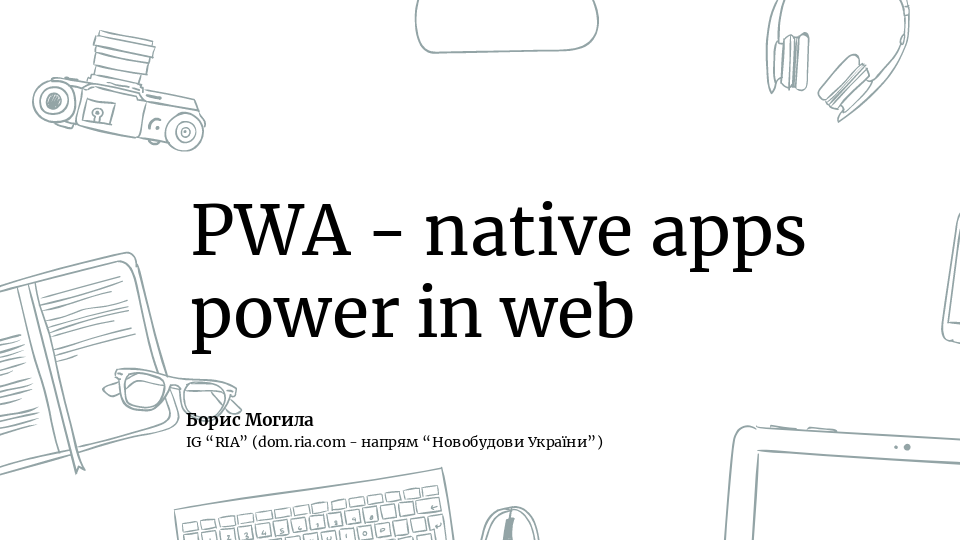 PWA - native apps
power in web
Борис Могила
IG “RIA” (dom.ria.com - напрям “Новобудови України”)